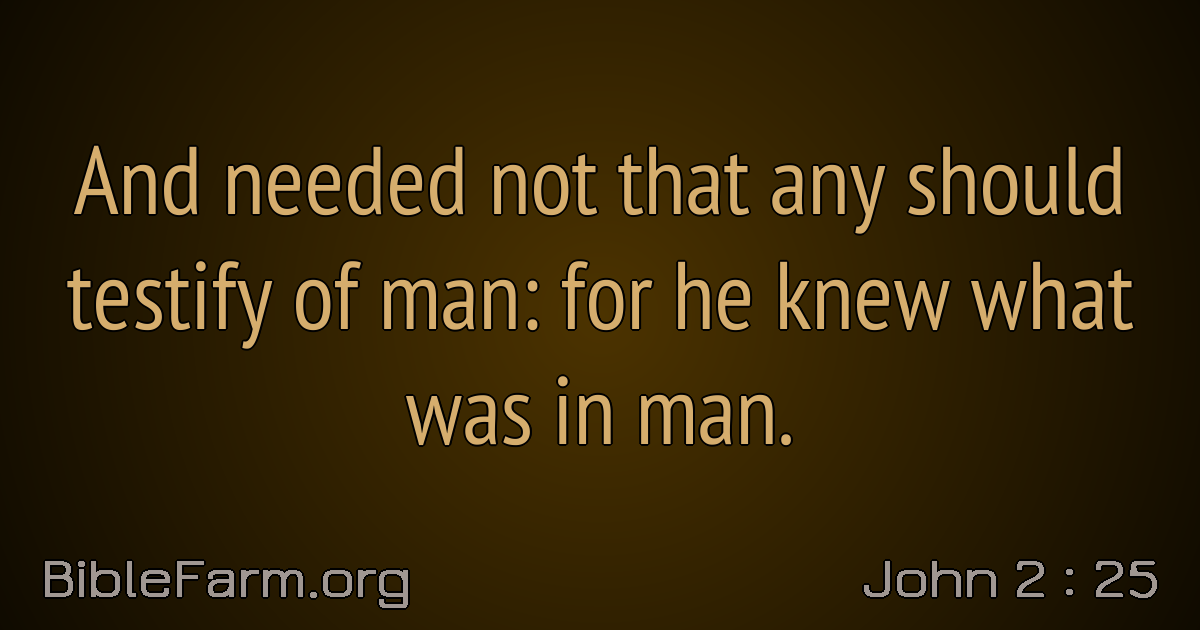 And needed not that any should
testify of man: for he knew what
was in man.
BibleFarm.org
John 2 : 25